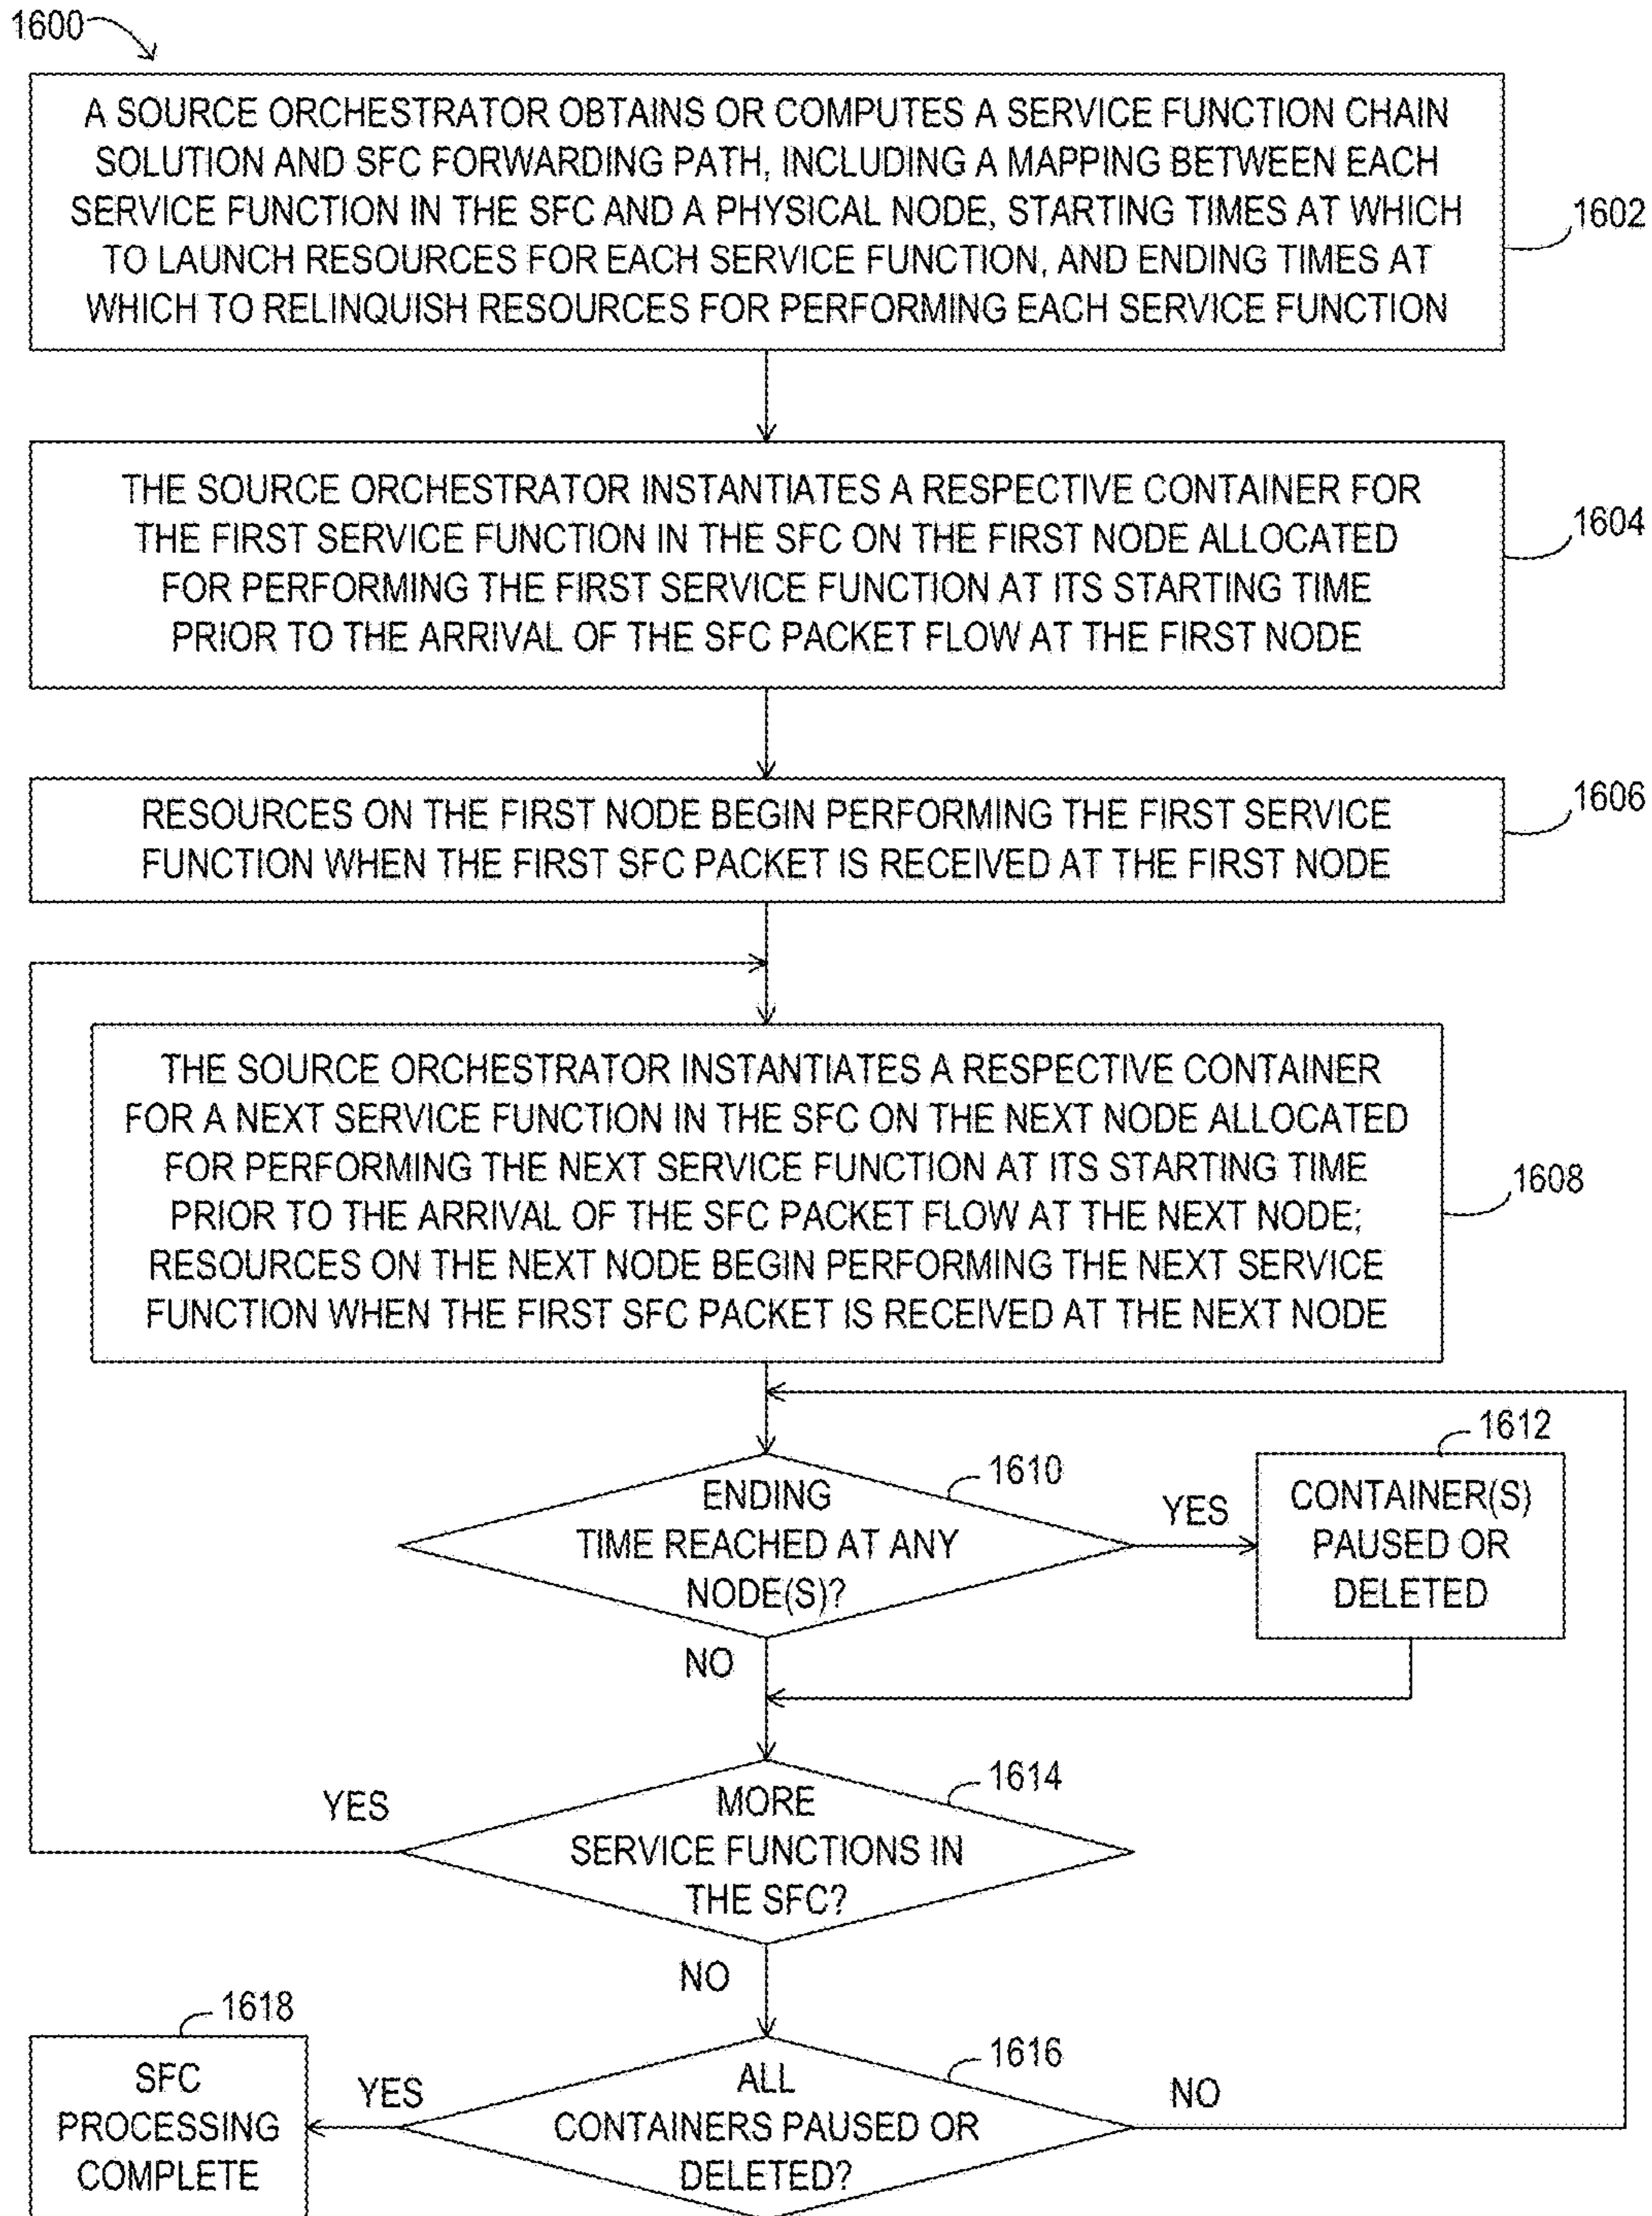 1600
A SOURCE ORCHESTRATOR OBTAINS OR COMPUTES A SERVICE FUNCTION CHAIN
SOLUTION AND SFC FORWARDING PATH, INCLUDING A MAPPING BETWEEN EACH
SERVICE FUNCTION IN THE SFC AND A PHYSICAL NODE, STARTING TIMES AT WHICH
TO LAUNCH RESOURCES FOR EACH SERVICE FUNCTION, AND ENDING TIMES AT
WHICH TO RELINQUISH RESOURCES FOR PERFORMING EACH SERVICE FUNCTION
1602
THE SOURCE ORCHESTRATOR INSTANTIATES A RESPECTIVE CONTAINER FOR
THE FIRST SERVICE FUNCTION IN THE SFC ON THE FIRST NODE ALLOCATED
FOR PERFORMING THE FIRST SERVICE FUNCTION AT ITS STARTING TIME
PRIOR TO THE ARRIVAL OF THE SFC PACKET FLOW AT THE FIRST NODE
1604
RESOURCES ON THE FIRST NODE BEGIN PERFORMING THE FIRST SERVICE
FUNCTION WHEN THE FIRST SFC PACKET IS RECEIVED AT THE FIRST NODE
1606
THE SOURCE ORCHESTRATOR INSTANTIATES A RESPECTIVE CONTAINER
FOR A NEXT SERVICE FUNCTION IN THE SFC ON THE NEXT NODE ALLOCATED
FOR PERFORMING THE NEXT SERVICE FUNCTION AT ITS STARTING TIME
PRIOR TO THE ARRIVAL OF THE SFC PACKET FLOW AT THE NEXT NODE;
RESOURCES ON THE NEXT NODE BEGIN PERFORMING THE NEXT SERVICE
FUNCTION WHEN THE FIRST SFC PACKET IS RECEIVED AT THE NEXT NODE
1608
ENDING
TIME REACHED AT ANY
NODE(S)?
1610
YES
1612
CONTAINER(S)
PAUSED OR
DELETED
NO
MORE
SERVICE FUNCTIONS IN
THE SFC?
1614
YES
NO
ALL
CONTAINERS PAUSED OR
DELETED?
1616
NO
YES
1618
SFC
PROCESSING
COMPLETE